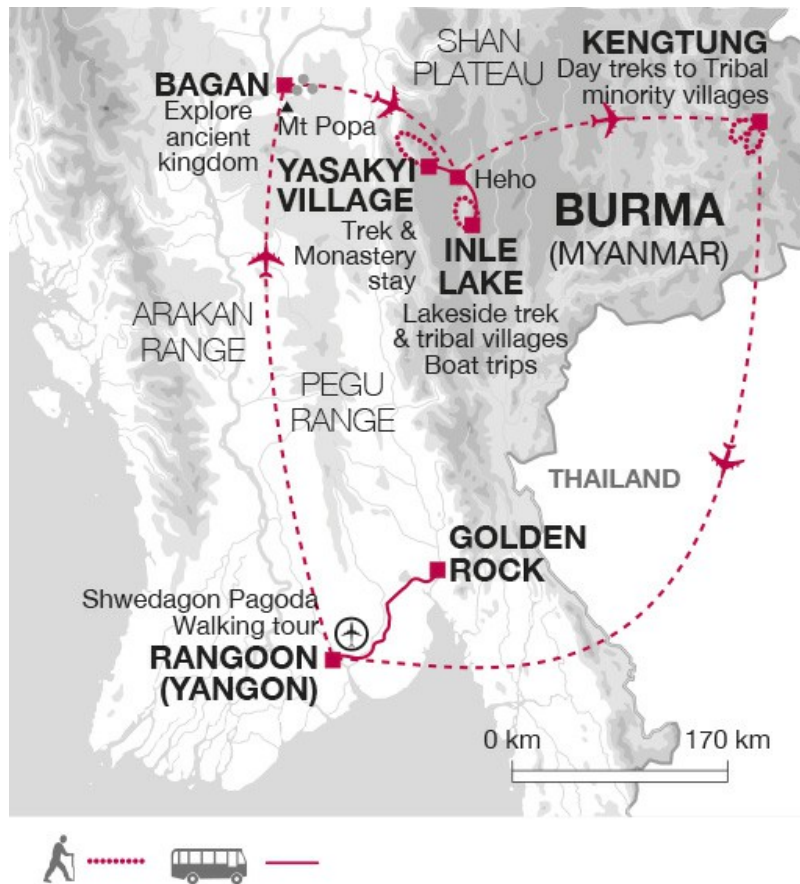 SHAN
PLATEAU
KENGTUNG
Day treks to Tribal
minority villages
BAGAN
Explore
ancient
kingdom
Mt Popa
YASAKYI
VILLAGE
Trek &
Monastery
stay
Heho
BURMA
(MYANMAR)
INLE
LAKE
Lakeside trek
& tribal villages
Boat trips
ARAKAN
RANGE
PEGU
RANGE
THAILAND
GOLDEN
ROCK
Shwedagon Pagoda
Walking tour
RANGOON
(YANGON)
0 km
170 km